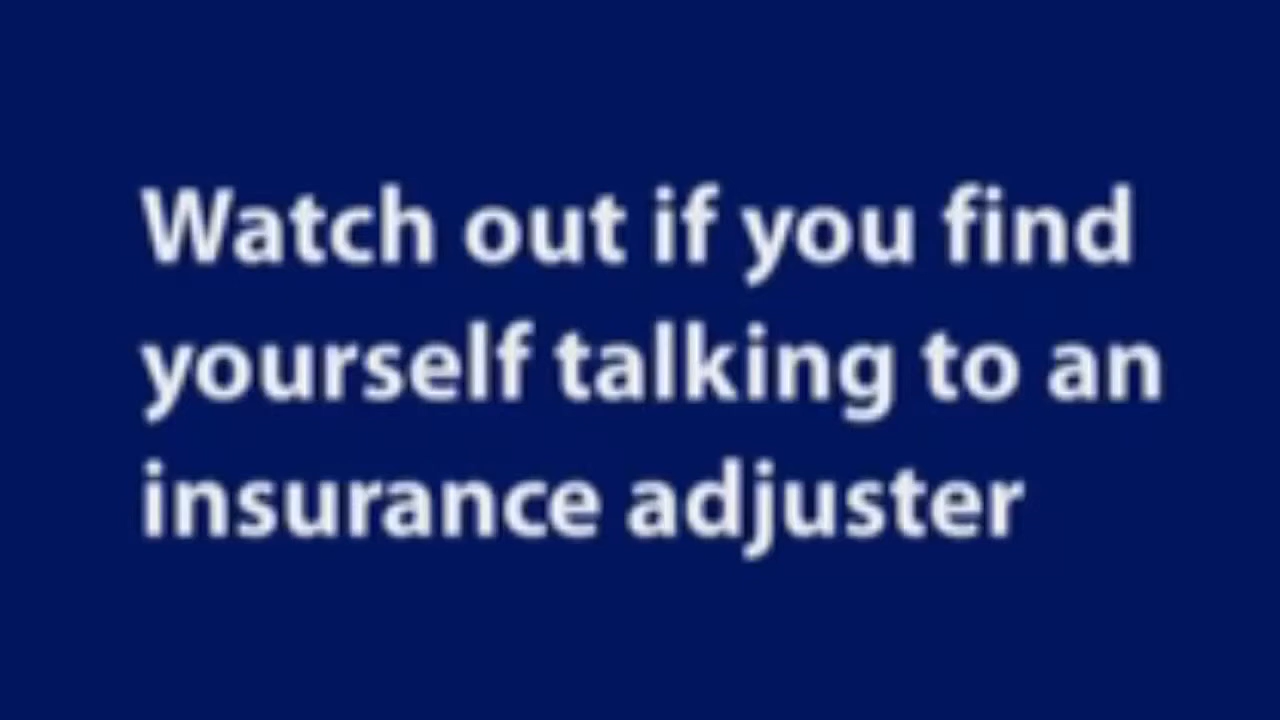 Watch out if you find
yourself talking to an
insurance adjuster